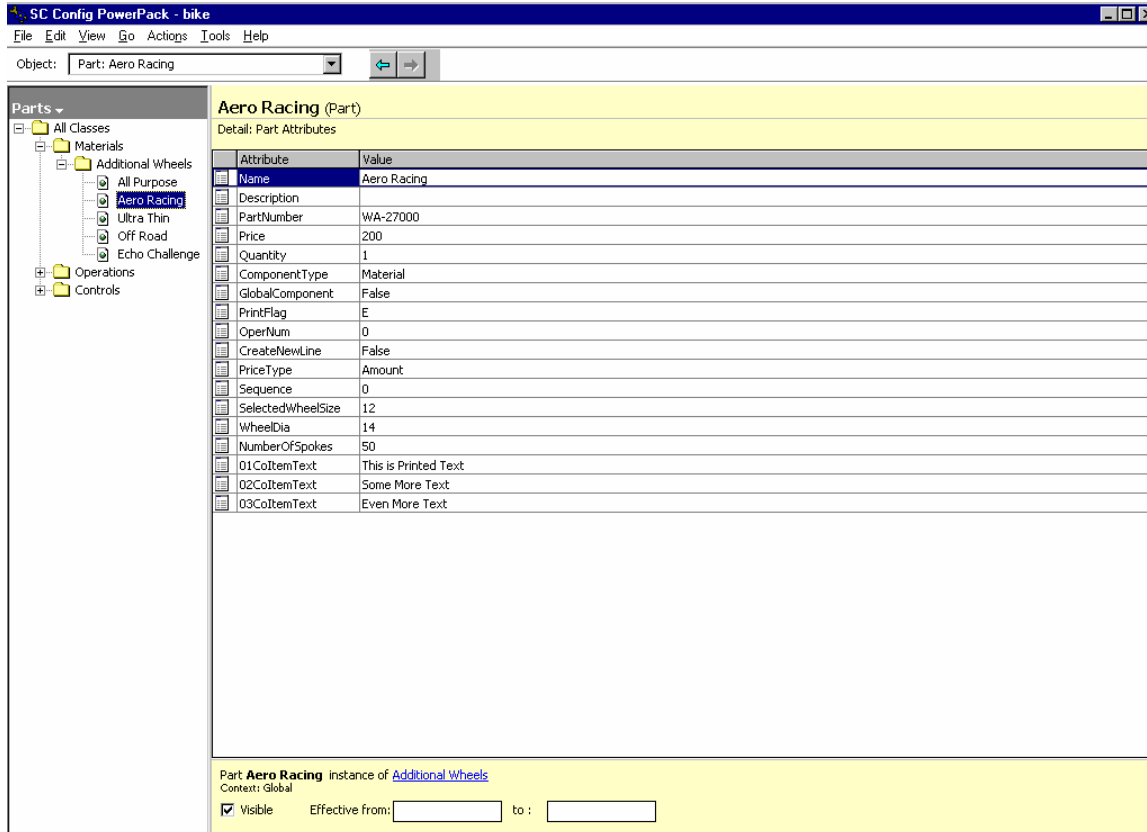 SC Config PowerPack - bike
File Edit View Go Actions Tools Help
Object: Part: Aero Racing
Parts
All Classes
Materials
Additional Wheels
All Purpose
Aero Racing
Ultra Thin
Off Road
Echo Challenge
Operations
Controls
Aero Racing (Part)
Detail: Part Attributes
Attribute Value
Name Aero Racing
Description
PartNumber WA-27000
Price 200
Quantity 1
ComponentType Material
GlobalComponent False
PrintFlag E
OperNum 0
CreateNewLine False
PriceType Amount
Sequence 0
SelectedWheelSize 12
WheelDia 14
NumberOfSpokes 50
01CoItemText This is Printed Text
02CoItemText Some More Text
03CoItemText Even More Text
Part Aero Racing instance of Additional Wheels
Context: Global
Visible Effective from: to :